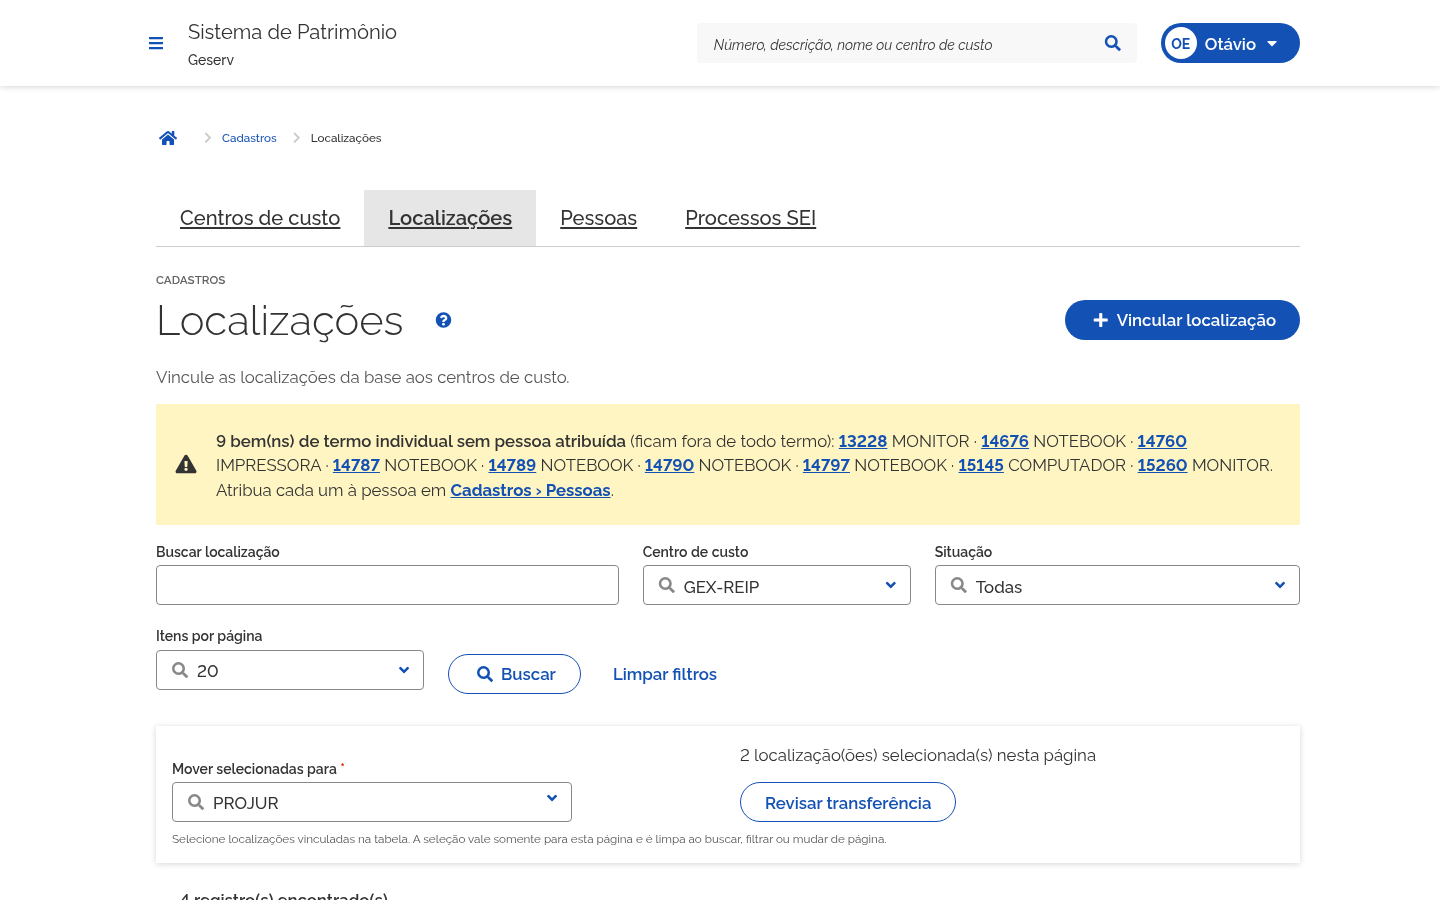 Sistema de Patrimônio
Geserv
Número, descrição, nome ou centro de custo
OE Otávio
Cadastros
Localizações
Centros de custo
Localizações
Pessoas
Processos SEI
CADASTROS
Localizações
Vincular localização
Vincule as localizações da base aos centros de custo.
9 bem(ns) de termo individual sem pessoa atribuída (ficam fora de todo termo): 13228 MONITOR · 14676 NOTEBOOK · 14760
IMPRESSORA · 14787 NOTEBOOK · 14789 NOTEBOOK · 14790 NOTEBOOK · 14797 NOTEBOOK · 15145 COMPUTADOR · 15260 MONITOR.
Atribua cada um à pessoa em Cadastros › Pessoas.
Buscar localização
Centro de custo
GEX-REIP
Situação
Todas
Itens por página
20
Buscar
Limpar filtros
Mover selecionadas para *
PROJUR
2 localização(ões) selecionada(s) nesta página
Revisar transferência
Selecione localizações vinculadas na tabela. A seleção vale somente para esta página e é limpa ao buscar, filtrar ou mudar de página.
4 registro(s) encontrado(s)